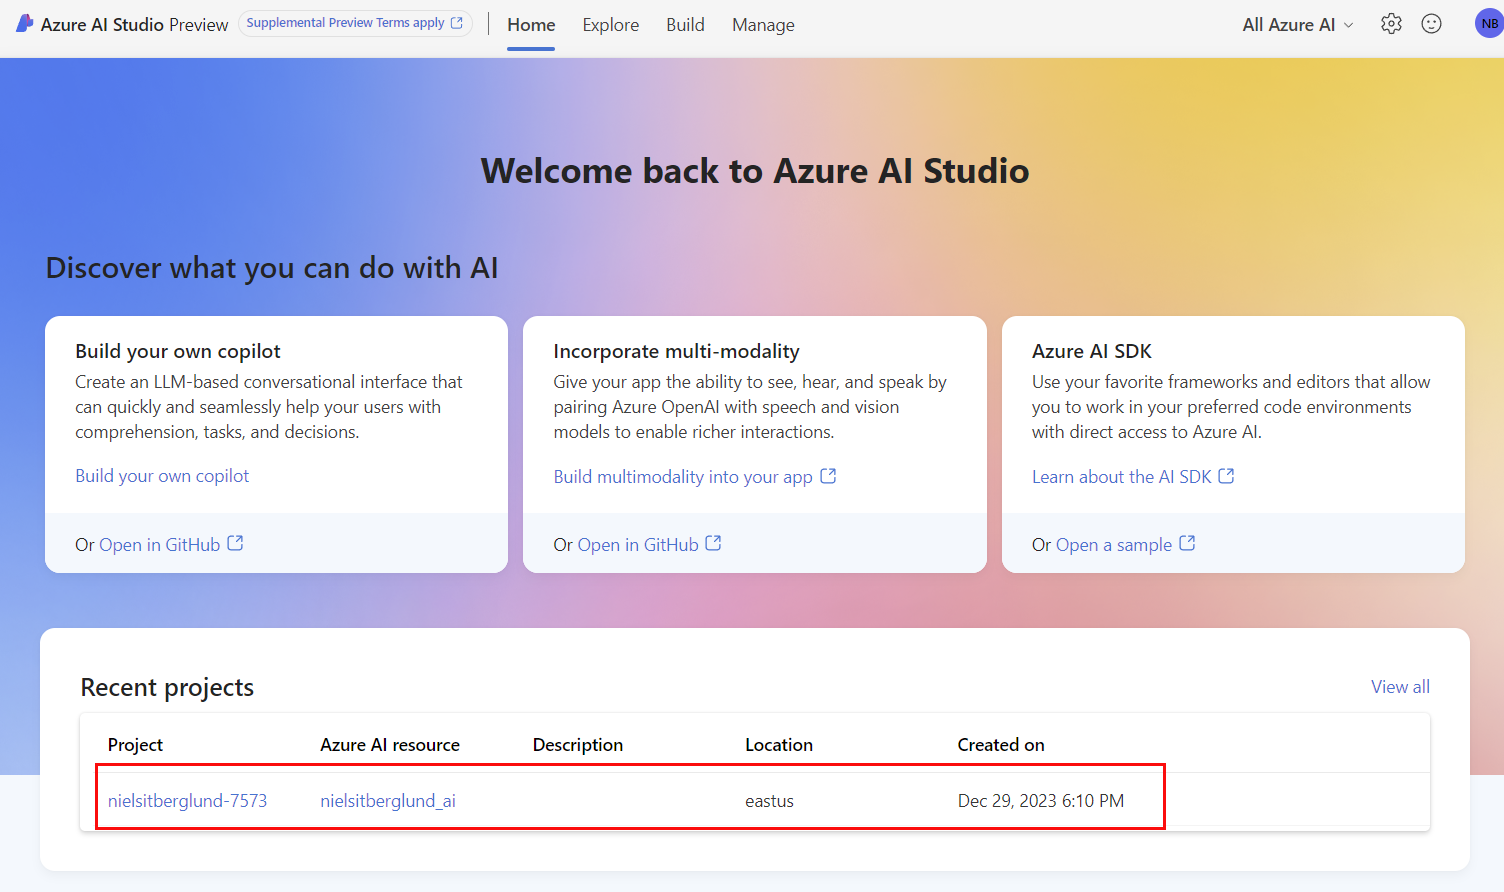 Azure AI Studio Preview Supplemental Preview Terms apply Home Explore Build Manage All Azure AI NB
Welcome back to Azure AI Studio
Discover what you can do with AI
Build your own copilot
Create an LLM-based conversational interface that
can quickly and seamlessly help your users with
comprehension, tasks, and decisions.
Build your own copilot
Or Open in GitHub
Incorporate multi-modality
Give your app the ability to see, hear, and speak by
pairing Azure OpenAI with speech and vision
models to enable richer interactions.
Build multimodality into your app
Or Open in GitHub
Azure AI SDK
Use your favorite frameworks and editors that allow
you to work in your preferred code environments
with direct access to Azure AI.
Learn about the AI SDK
Or Open a sample
Recent projects View all
Project Azure AI resource Description Location Created on
nielsitberglund-7573 nielsitberglund_ai eastus Dec 29, 2023 6:10 PM